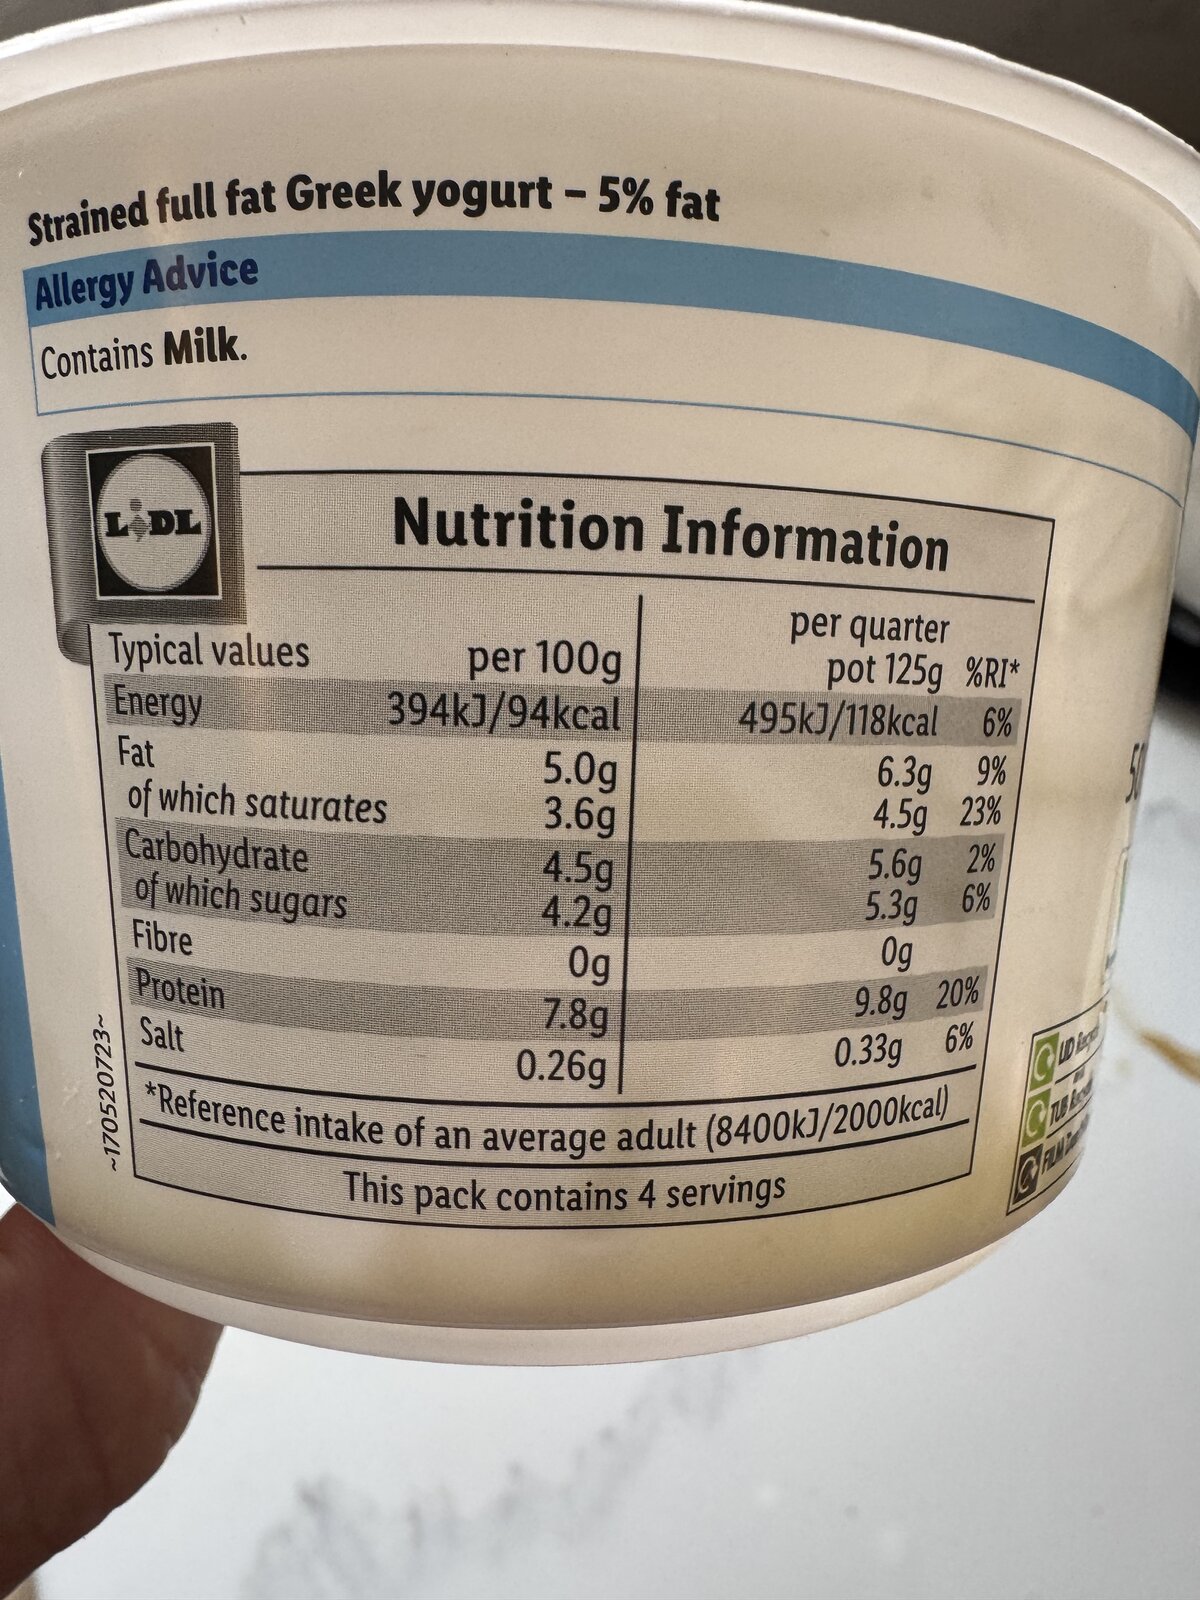 Strained full fat Greek yogurt – 5% fat
Allergy Advice
Contains Milk.
LIDL
Nutrition Information
Typical values per 100g per quarter pot 125g %RI*
Energy 394kJ/94kcal 495kJ/118kcal 6%
Fat 5.0g 6.3g 9%
of which saturates 3.6g 4.5g 23%
Carbohydrate 4.5g 5.6g 2%
of which sugars 4.2g 5.3g 6%
Fibre 0g 0g
Protein 7.8g 9.8g 20%
Salt 0.26g 0.33g 6%
*Reference intake of an average adult (8400kJ/2000kcal)
This pack contains 4 servings
~170520723~
LID
TUB
FILM